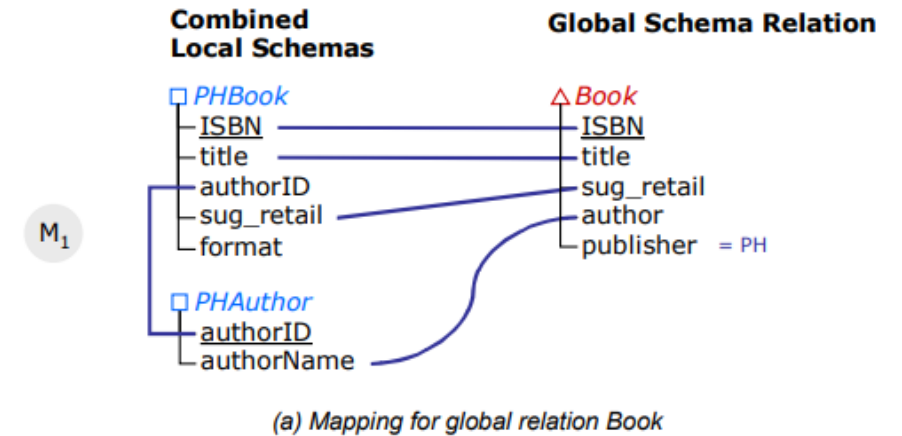 Combined
Local Schemas
Global Schema Relation
PHBook
ISBN
title
authorID
sug_retail
format
PHAuthor
authorID
authorName
Book
ISBN
title
sug_retail
author
publisher = PH
M1
(a) Mapping for global relation Book